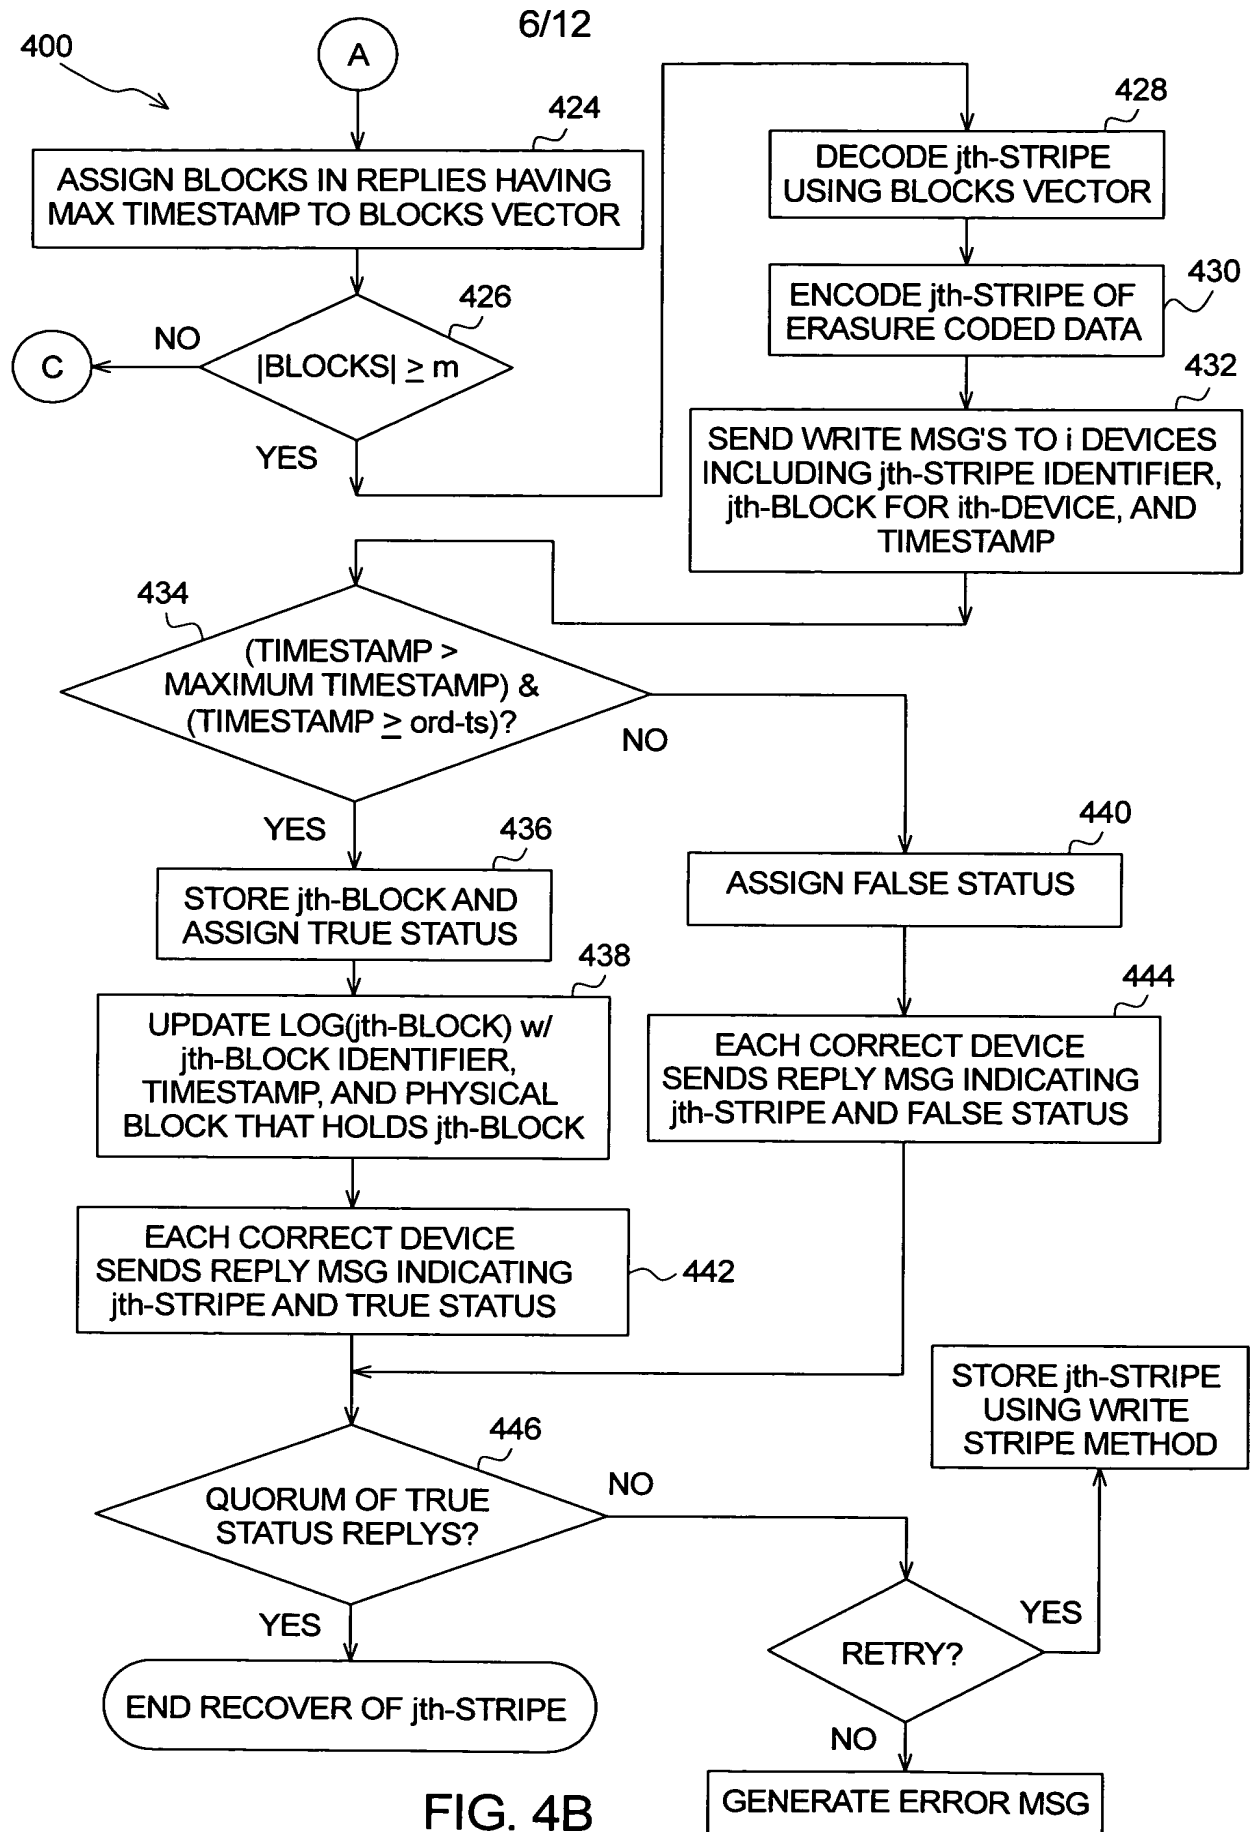 6/12
400
A
424
ASSIGN BLOCKS IN REPLIES HAVING
MAX TIMESTAMP TO BLOCKS VECTOR
426
|BLOCKS| ≥ m
NO
C
YES
428
DECODE jth-STRIPE
USING BLOCKS VECTOR
430
ENCODE jth-STRIPE OF
ERASURE CODED DATA
432
SEND WRITE MSG'S TO i DEVICES
INCLUDING jth-STRIPE IDENTIFIER,
jth-BLOCK FOR ith-DEVICE, AND
TIMESTAMP
434
(TIMESTAMP >
MAXIMUM TIMESTAMP) &
(TIMESTAMP ≥ ord-ts)?
NO
YES
436
STORE jth-BLOCK AND
ASSIGN TRUE STATUS
438
UPDATE LOG(jth-BLOCK) w/
jth-BLOCK IDENTIFIER,
TIMESTAMP, AND PHYSICAL
BLOCK THAT HOLDS jth-BLOCK
440
ASSIGN FALSE STATUS
444
EACH CORRECT DEVICE
SENDS REPLY MSG INDICATING
jth-STRIPE AND FALSE STATUS
EACH CORRECT DEVICE
SENDS REPLY MSG INDICATING
jth-STRIPE AND TRUE STATUS
442
446
QUORUM OF TRUE
STATUS REPLYS?
NO
YES
END RECOVER OF jth-STRIPE
STORE jth-STRIPE
USING WRITE
STRIPE METHOD
YES
RETRY?
NO
GENERATE ERROR MSG
FIG. 4B